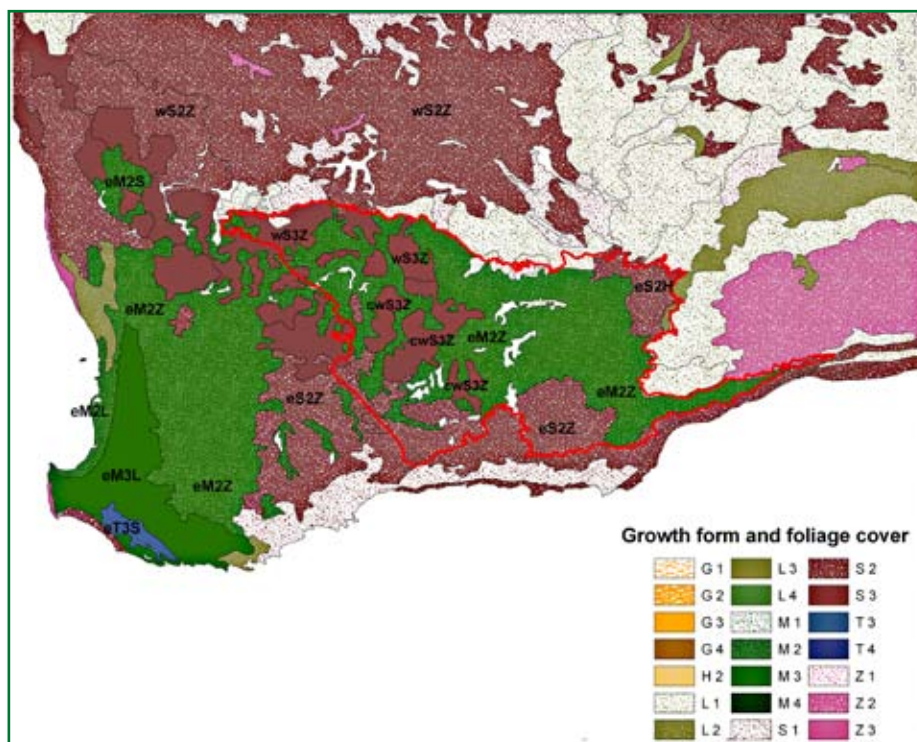 wS2Z
wS2Z
eM2S
wS3Z
wS3Z
eS2H
cwS3Z
eM2Z
cwS3Z
eM2Z
cwS3Z
eS2Z
eM2Z
eM2L
eS2Z
eM3L
eM2Z
eT3S
Growth form and foliage cover
G 1 L 3 S 2
G 2 L 4 S 3
G 3 M 1 T 3
G 4 M 2 T 4
H 2 M 3 Z 1
L 1 M 4 Z 2
L 2 S 1 Z 3